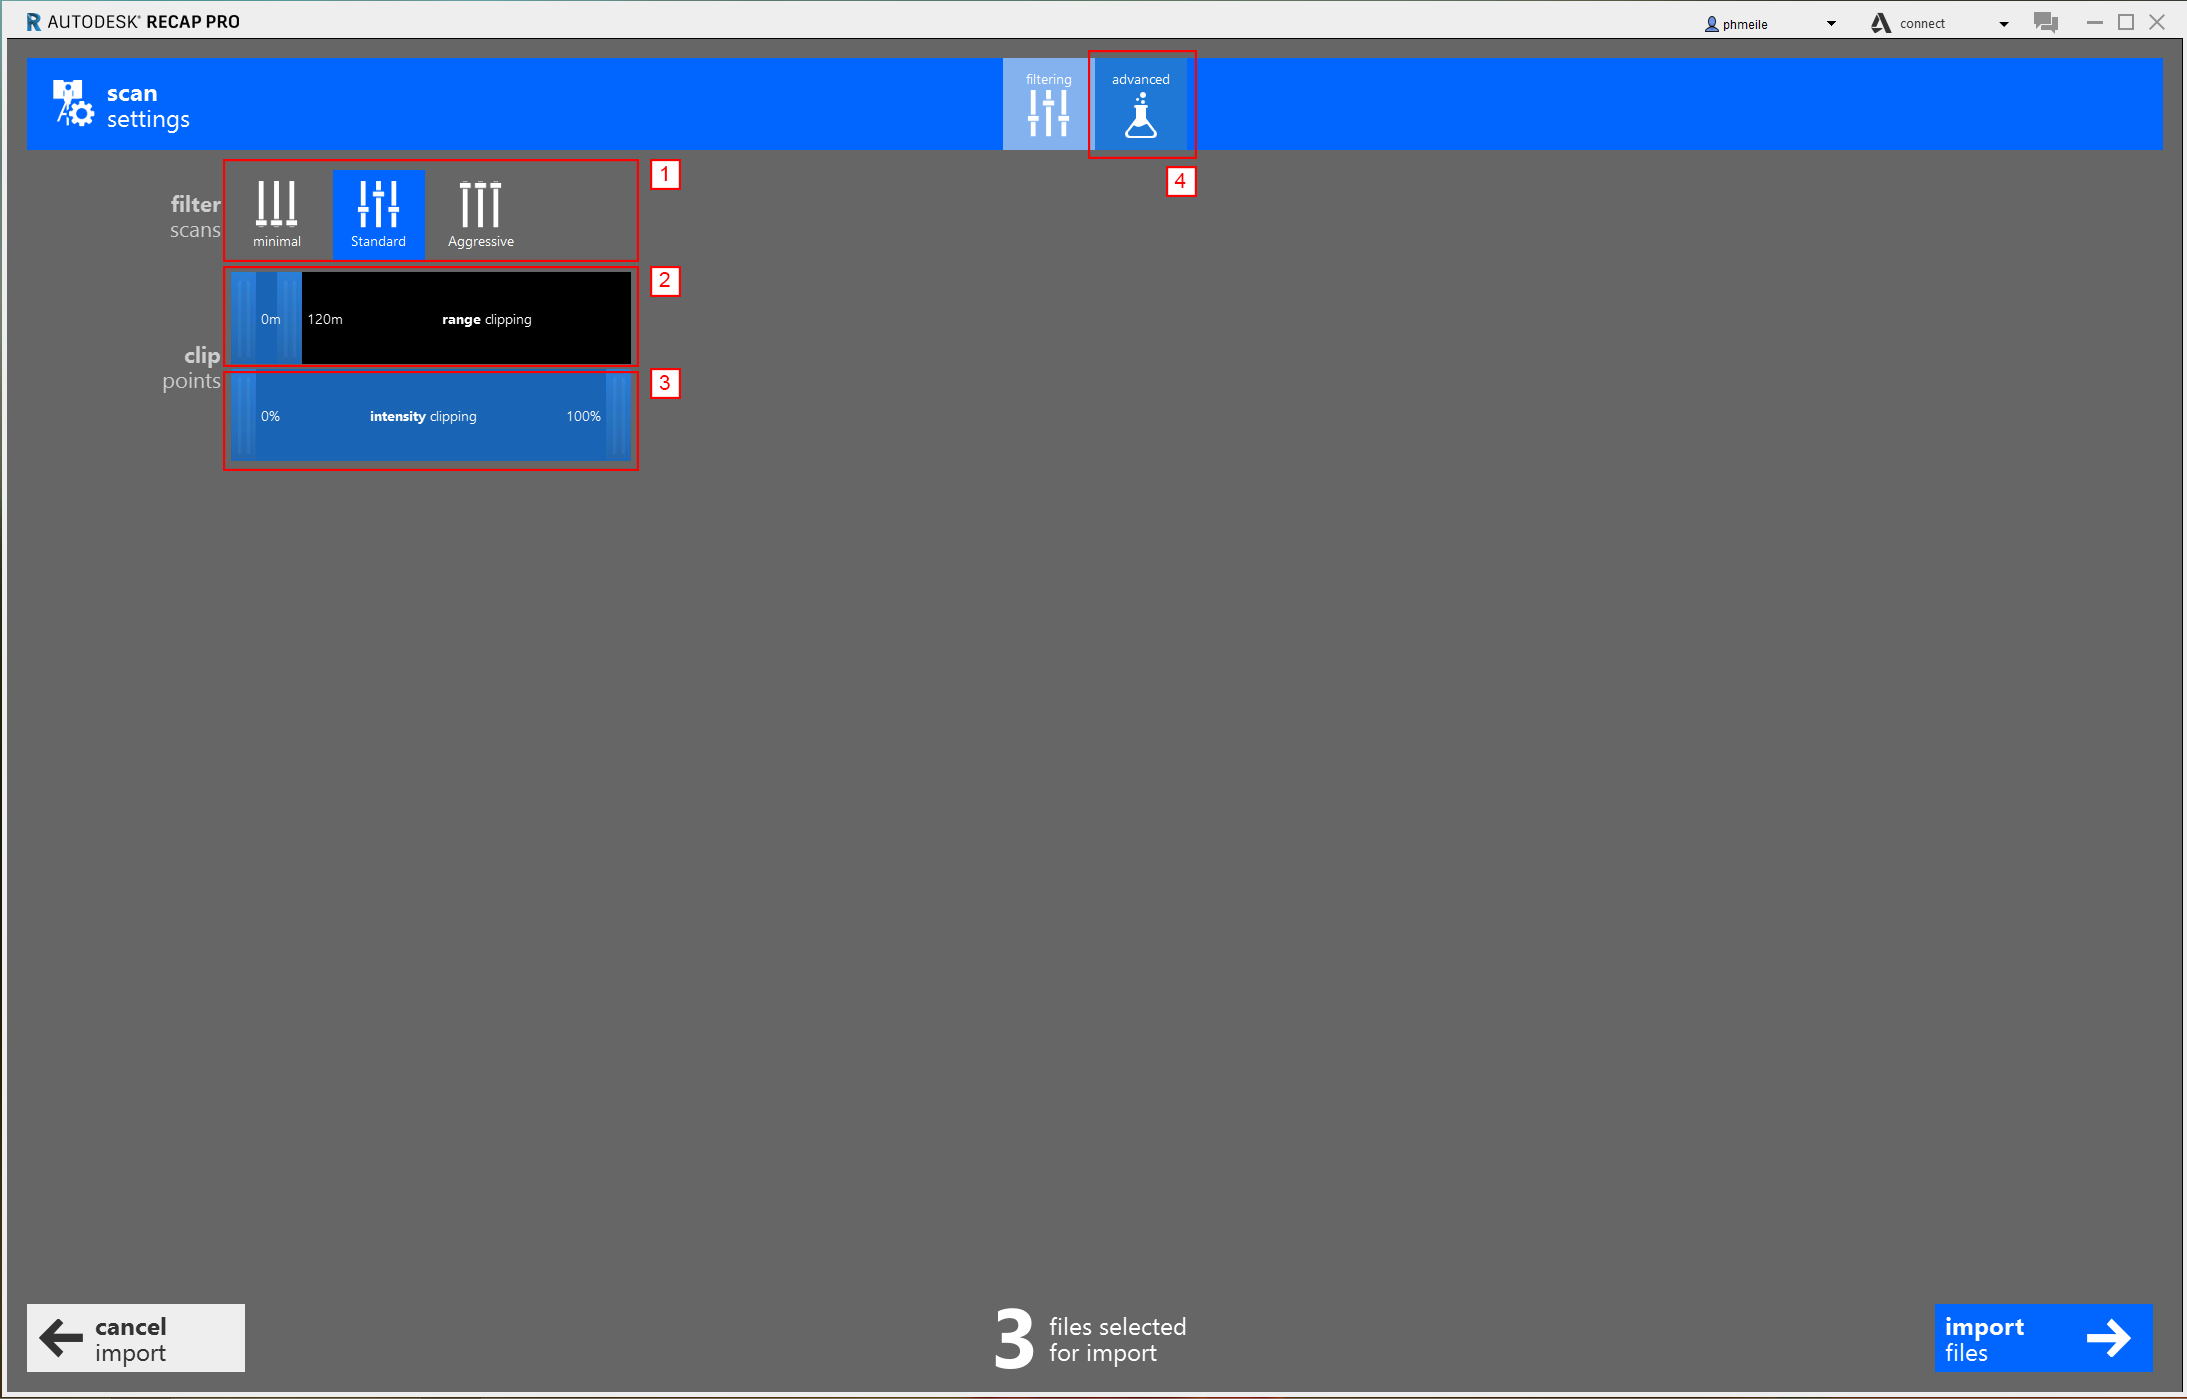 AUTODESK® RECAP PRO
phmeile
connect
scan
settings
filtering
advanced
4
filter
scans
minimal
Standard
Aggressive
1
clip
points
0m
120m
range clipping
2
0%
intensity clipping
100%
3
cancel
import
3
files selected
for import
import
files